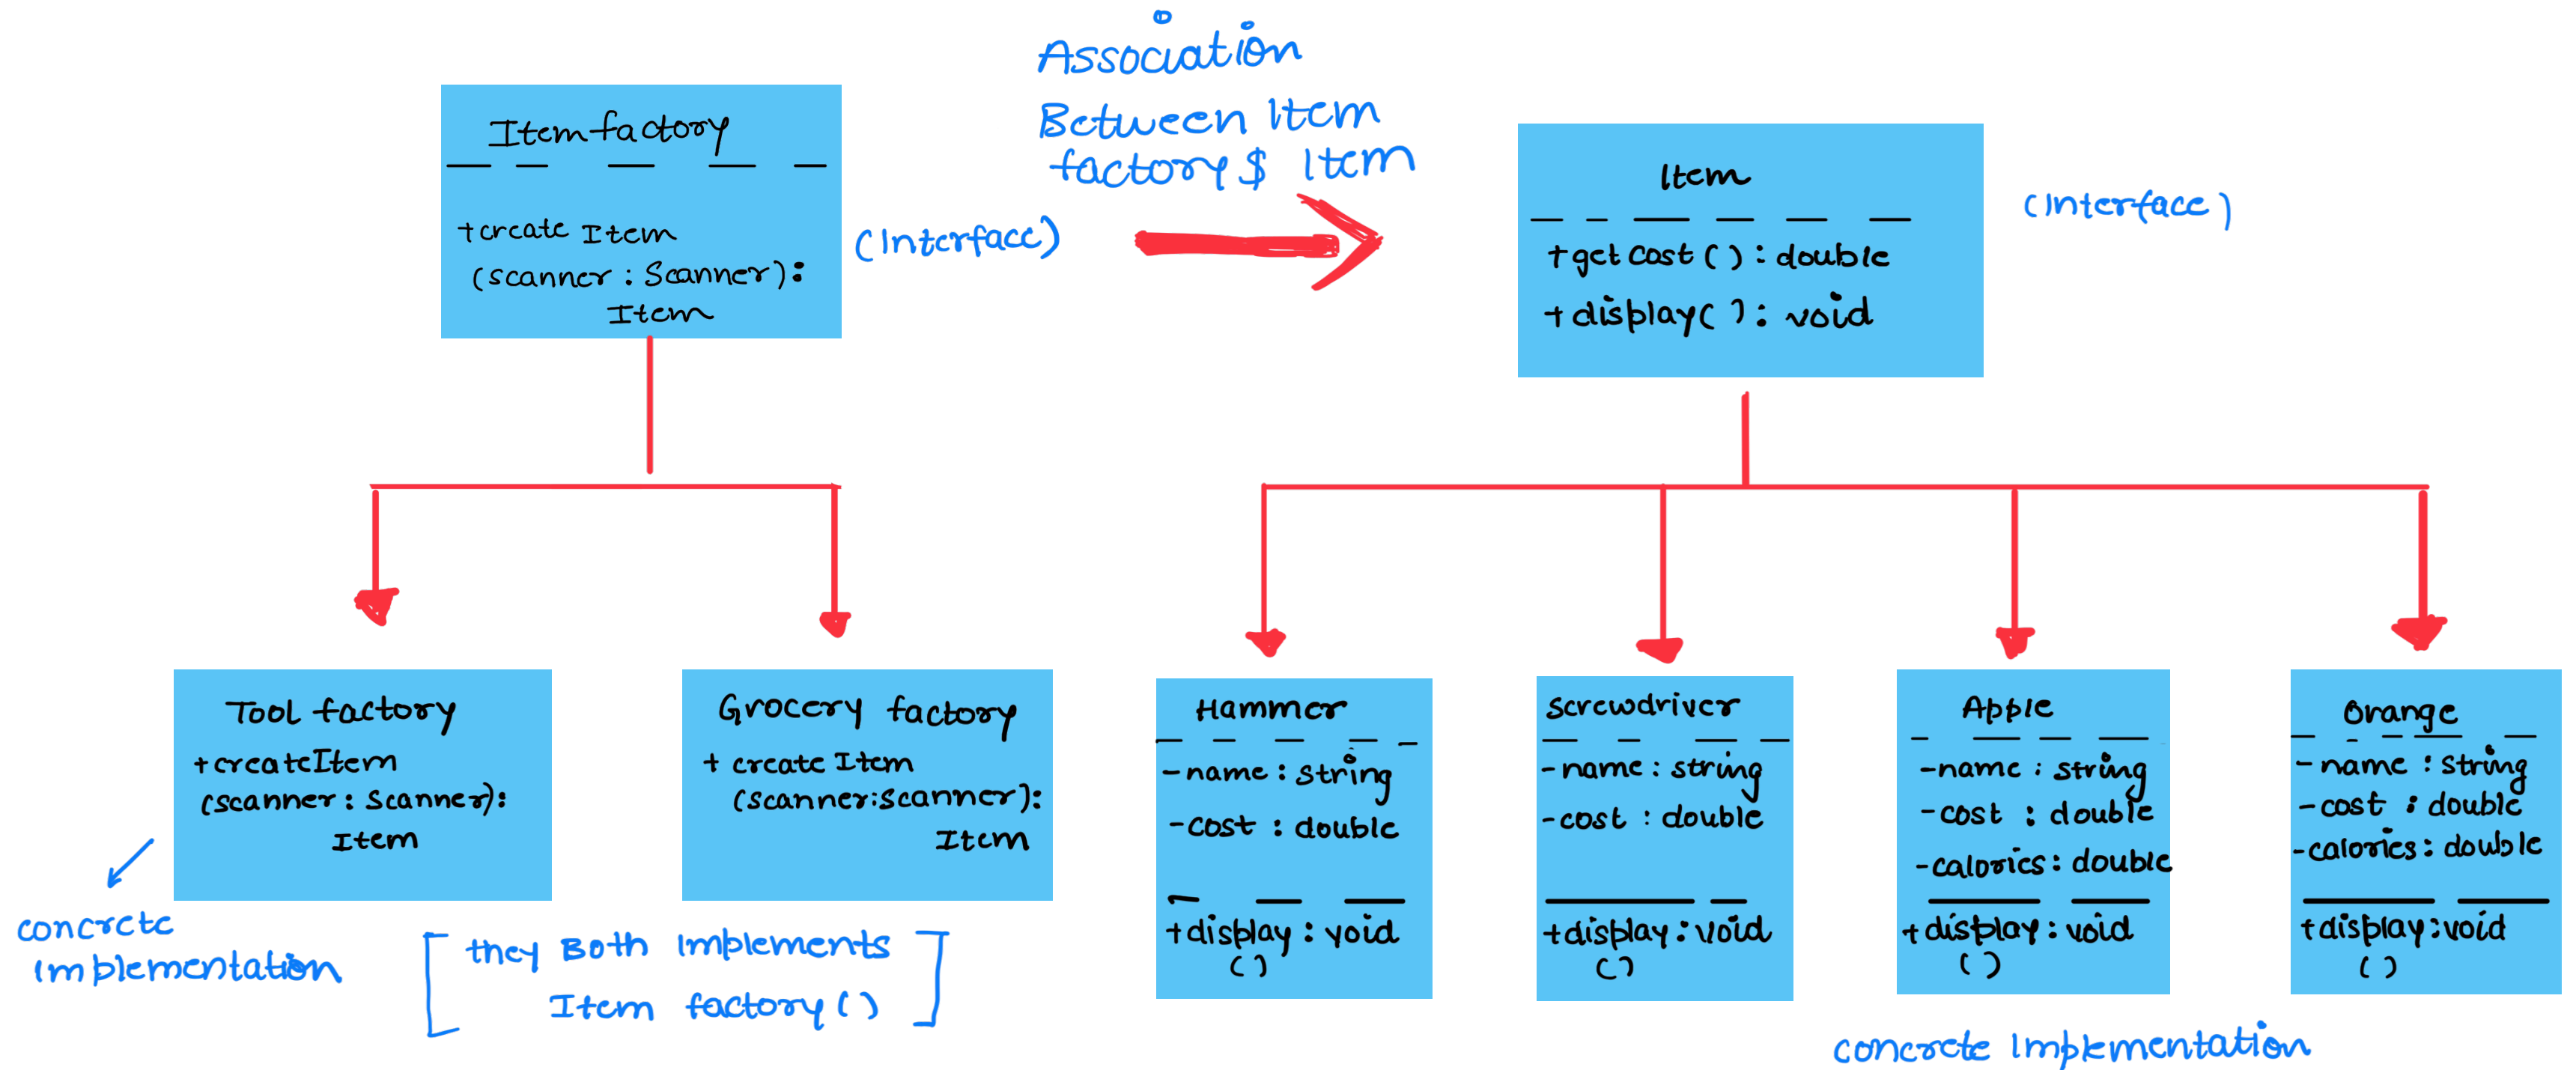 Association
Between Item
factory $ Item
Itemfactory
+create Item
(scanner : Scanner):
Item
(Interface)
Item
+get cost ( ) : double
+display( ) : void
(Interface)
Tool factory
+createItem
(scanner : Scanner):
Item
Grocery factory
+ create Item
(scanner:scanner):
Item
concrete
Implementation
[ they Both Implements
Item factory ( ) ]
Hammer
-name : string
-cost : double
+display : void
( )
screwdriver
-name : string
-cost : double
+display : void
( )
Apple
-name : string
-cost : double
-calories : double
+display : void
( )
orange
-name : string
-cost : double
-calories : double
+display:void
( )
concrete Implementation